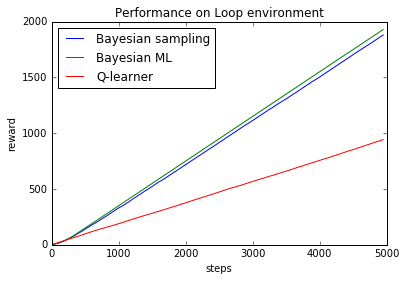 Performance on Loop environment
2000
1500
1000
500
0
reward
Bayesian sampling
Bayesian ML
Q-learner
0 1000 2000 3000 4000 5000
steps